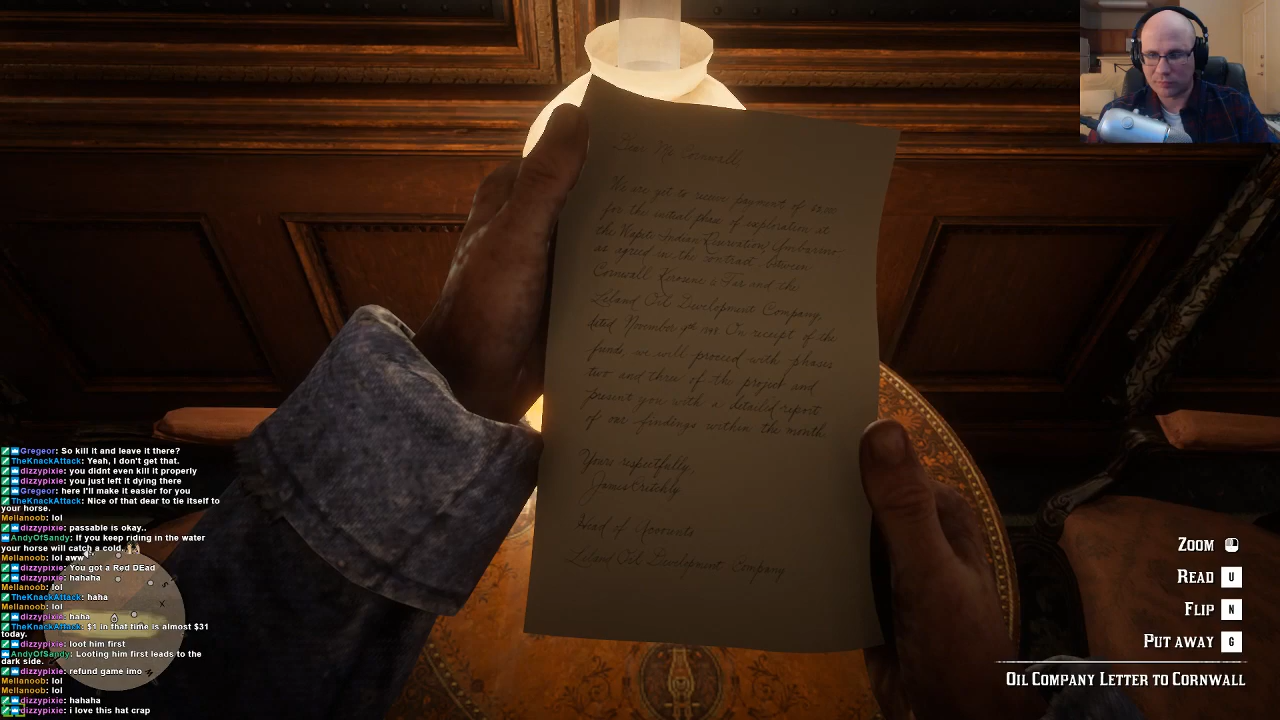 Dear Mr. Cornwall,
We are yet to receive payment of
for the initial phase of exploration at
the Wapiti Indian Reservation, Ambarino
as agreed in the contract between
Cornwall Kerosene & Tar and the
Leland Oil Development Company,
dated November On receipt of the
funds, we will proceed with phases
two and three of the project and
present you with a detailed report
of our findings within the month.
Yours respectfully,
James Critchly
Head of Accounts
Leland Oil Development Company
Gregeor: So kill it and leave it there?
TheKnackAttack: Yeah, I don't get that.
dizzypixie: you didnt even kill it properly
dizzypixie: you just left it dying there
Gregeor: here I'll make it easier for you
TheKnackAttack: Nice of that dear to tie itself to
your horse.
Mellanoob: lol
dizzypixie: passable is okay..
AndyOfSandy: If you keep riding in the water
your horse will catch a cold.
Mellanoob: lol aww
dizzypixie: You got a Red DEad
dizzypixie: hahaha
Mellanoob: lol
TheKnackAttack: haha
Mellanoob: lol
dizzypixie: haha
TheKnackAttack: $1 in that time is almost $31
today.
dizzypixie: loot him first
AndyOfSandy: Looting him first leads to the
dark side.
dizzypixie: refund game imo
Mellanoob: lol
Mellanoob: lol
dizzypixie: hahaha
dizzypixie: i love this hat crap
ZOOM
READ U
FLIP N
PUT AWAY G
OIL COMPANY LETTER TO CORNWALL